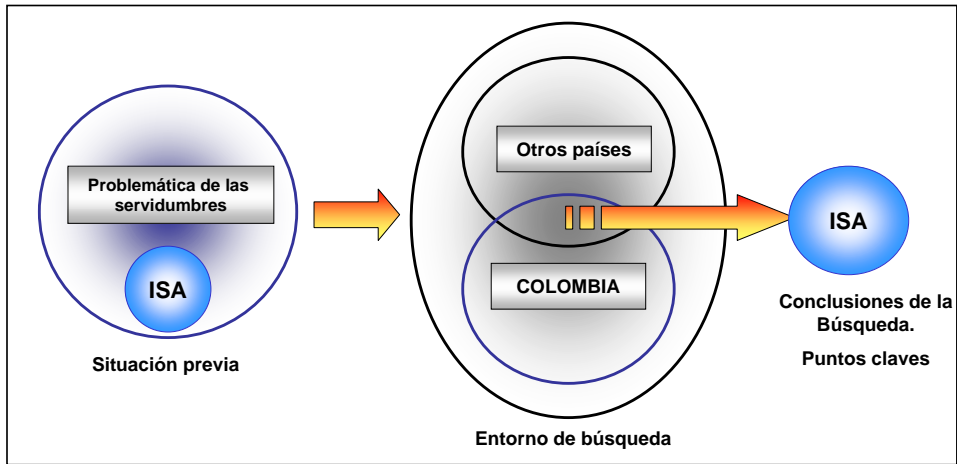 Problemática de las
servidumbres
ISA
Situación previa
Otros países
COLOMBIA
Entorno de búsqueda
ISA
Conclusiones de la
Búsqueda.
Puntos claves